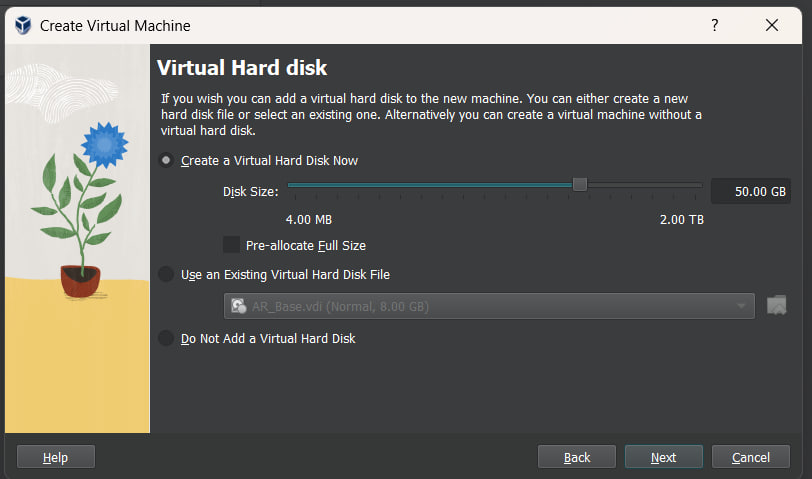 Create Virtual Machine
?
Virtual Hard disk
If you wish you can add a virtual hard disk to the new machine. You can either create a new
hard disk file or select an existing one. Alternatively you can create a virtual machine without a
virtual hard disk.
Create a Virtual Hard Disk Now
Disk Size: 50.00 GB
4.00 MB 2.00 TB
Pre-allocate Full Size
Use an Existing Virtual Hard Disk File
AR_Base.vdi (Normal, 8.00 GB)
Do Not Add a Virtual Hard Disk
Help Back Next Cancel